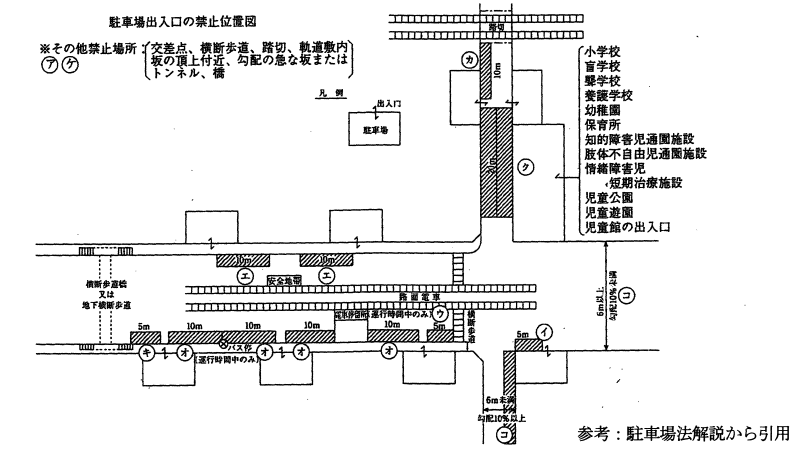 駐車場出入口の禁止位置図
※その他禁止場所：交差点、横断歩道、踏切、軌道敷内
坂の頂上付近、勾配の急な坂または
トンネル、橋
ア ケ
凡 例
出入口
駐車場
踏切
カ
10m
ク
小学校
盲学校
聾学校
養護学校
幼稚園
保育所
知的障害児通園施設
肢体不自由児通園施設
情緒障害児
短期治療施設
児童公園
児童遊園
児童館の出入口
10m
10m
エ
エ
安全地帯
横断歩道橋
又は
地下横断歩道
路面電車
(運行時間中のみ)
ウ
横断歩道
6m以上
勾配10%未満
コ
5m
10m
10m
10m
10m
5m
5m
イ
キ
オ
バス停
(運行時間中のみ)
オ
オ
オ
6m未満
勾配10%以上
コ
参考：駐車場法解説から引用